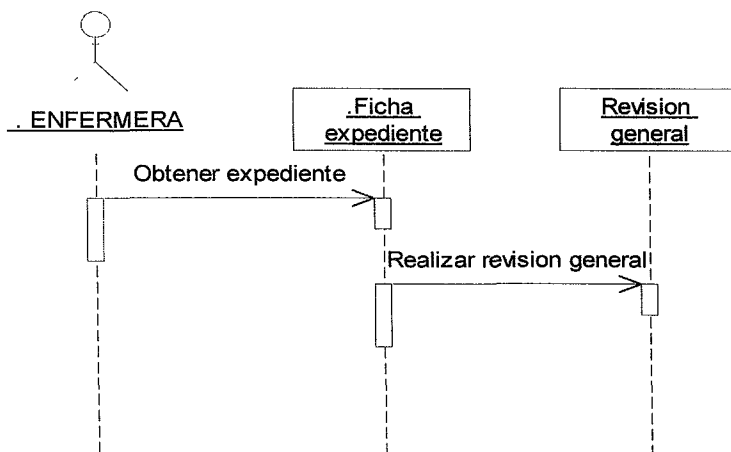 . ENFERMERA
.Ficha
expediente
Revision
general
Obtener expediente
Realizar revision general